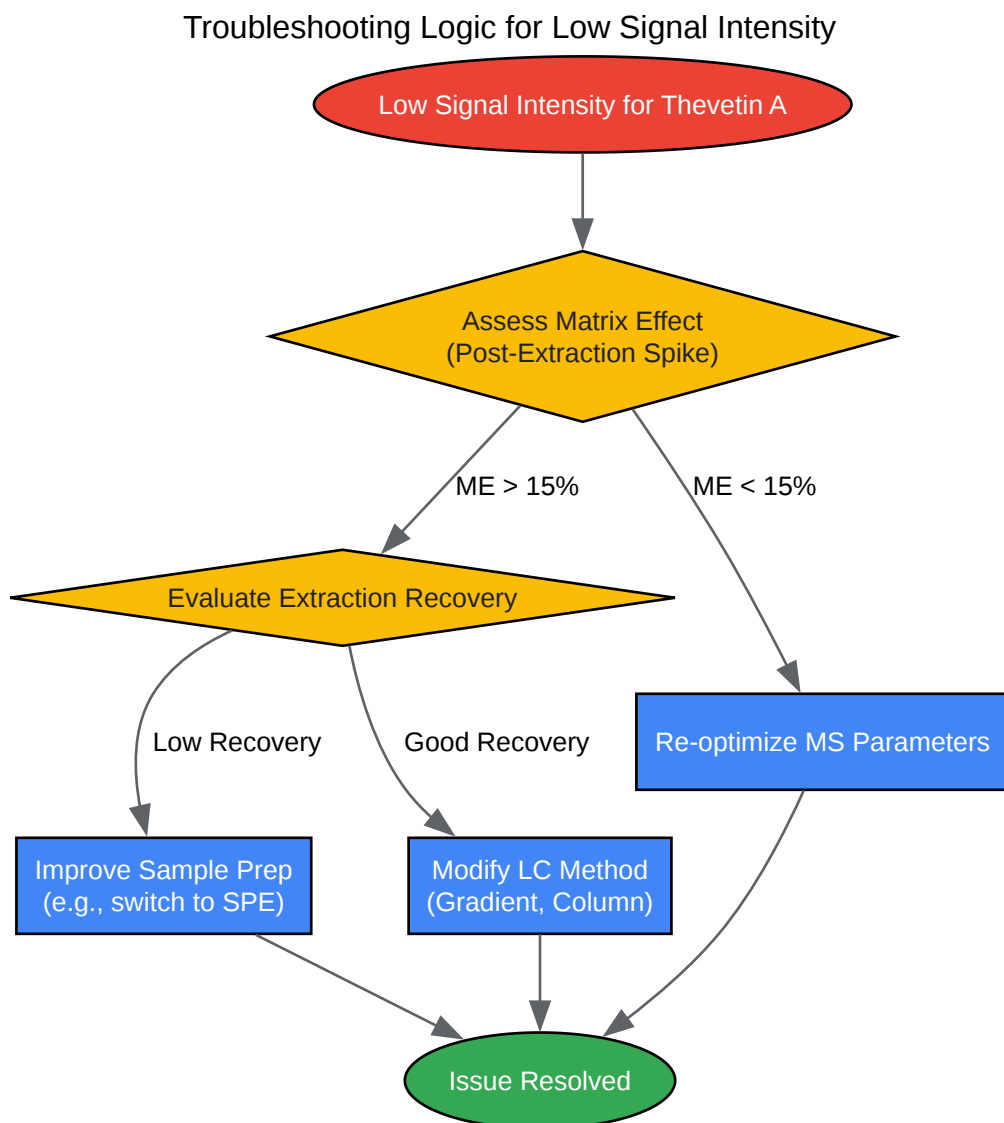 Troubleshooting Logic for Low Signal Intensity
Low Signal Intensity for Thevetin A
Assess Matrix Effect
(Post-Extraction Spike)
ME > 15%
ME < 15%
Evaluate Extraction Recovery
Low Recovery
Good Recovery
Re-optimize MS Parameters
Improve Sample Prep
(e.g., switch to SPE)
Modify LC Method
(Gradient, Column)
Issue Resolved